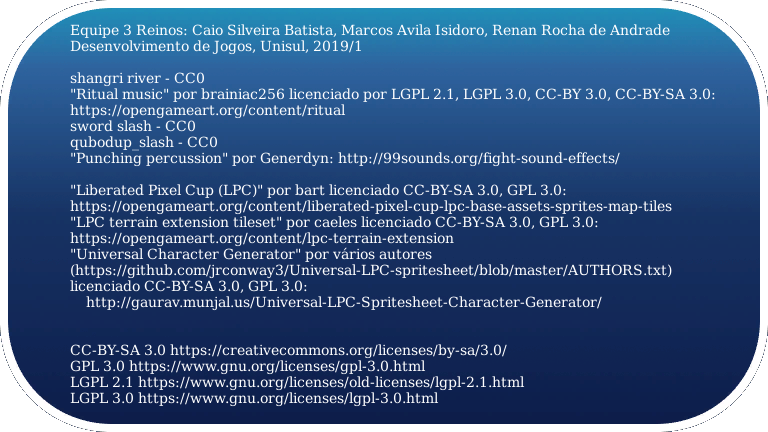 Equipe 3 Reinos: Caio Silveira Batista, Marcos Avila Isidoro, Renan Rocha de Andrade
Desenvolvimento de Jogos, Unisul, 2019/1
shangri river - CC0
"Ritual music" por brainiac256 licenciado por LGPL 2.1, LGPL 3.0, CC-BY 3.0, CC-BY-SA 3.0:
https://opengameart.org/content/ritual
sword slash - CC0
qubodup_slash - CC0
"Punching percussion" por Generdyn: http://99sounds.org/fight-sound-effects/
"Liberated Pixel Cup (LPC)" por bart licenciado CC-BY-SA 3.0, GPL 3.0:
https://opengameart.org/content/liberated-pixel-cup-lpc-base-assets-sprites-map-tiles
"LPC terrain extension tileset" por caeles licenciado CC-BY-SA 3.0, GPL 3.0:
https://opengameart.org/content/lpc-terrain-extension
"Universal Character Generator" por vários autores
(https://github.com/jrconway3/Universal-LPC-spritesheet/blob/master/AUTHORS.txt)
licenciado CC-BY-SA 3.0, GPL 3.0:
http://gaurav.munjal.us/Universal-LPC-Spritesheet-Character-Generator/
CC-BY-SA 3.0 https://creativecommons.org/licenses/by-sa/3.0/
GPL 3.0 https://www.gnu.org/licenses/gpl-3.0.html
LGPL 2.1 https://www.gnu.org/licenses/old-licenses/lgpl-2.1.html
LGPL 3.0 https://www.gnu.org/licenses/lgpl-3.0.html